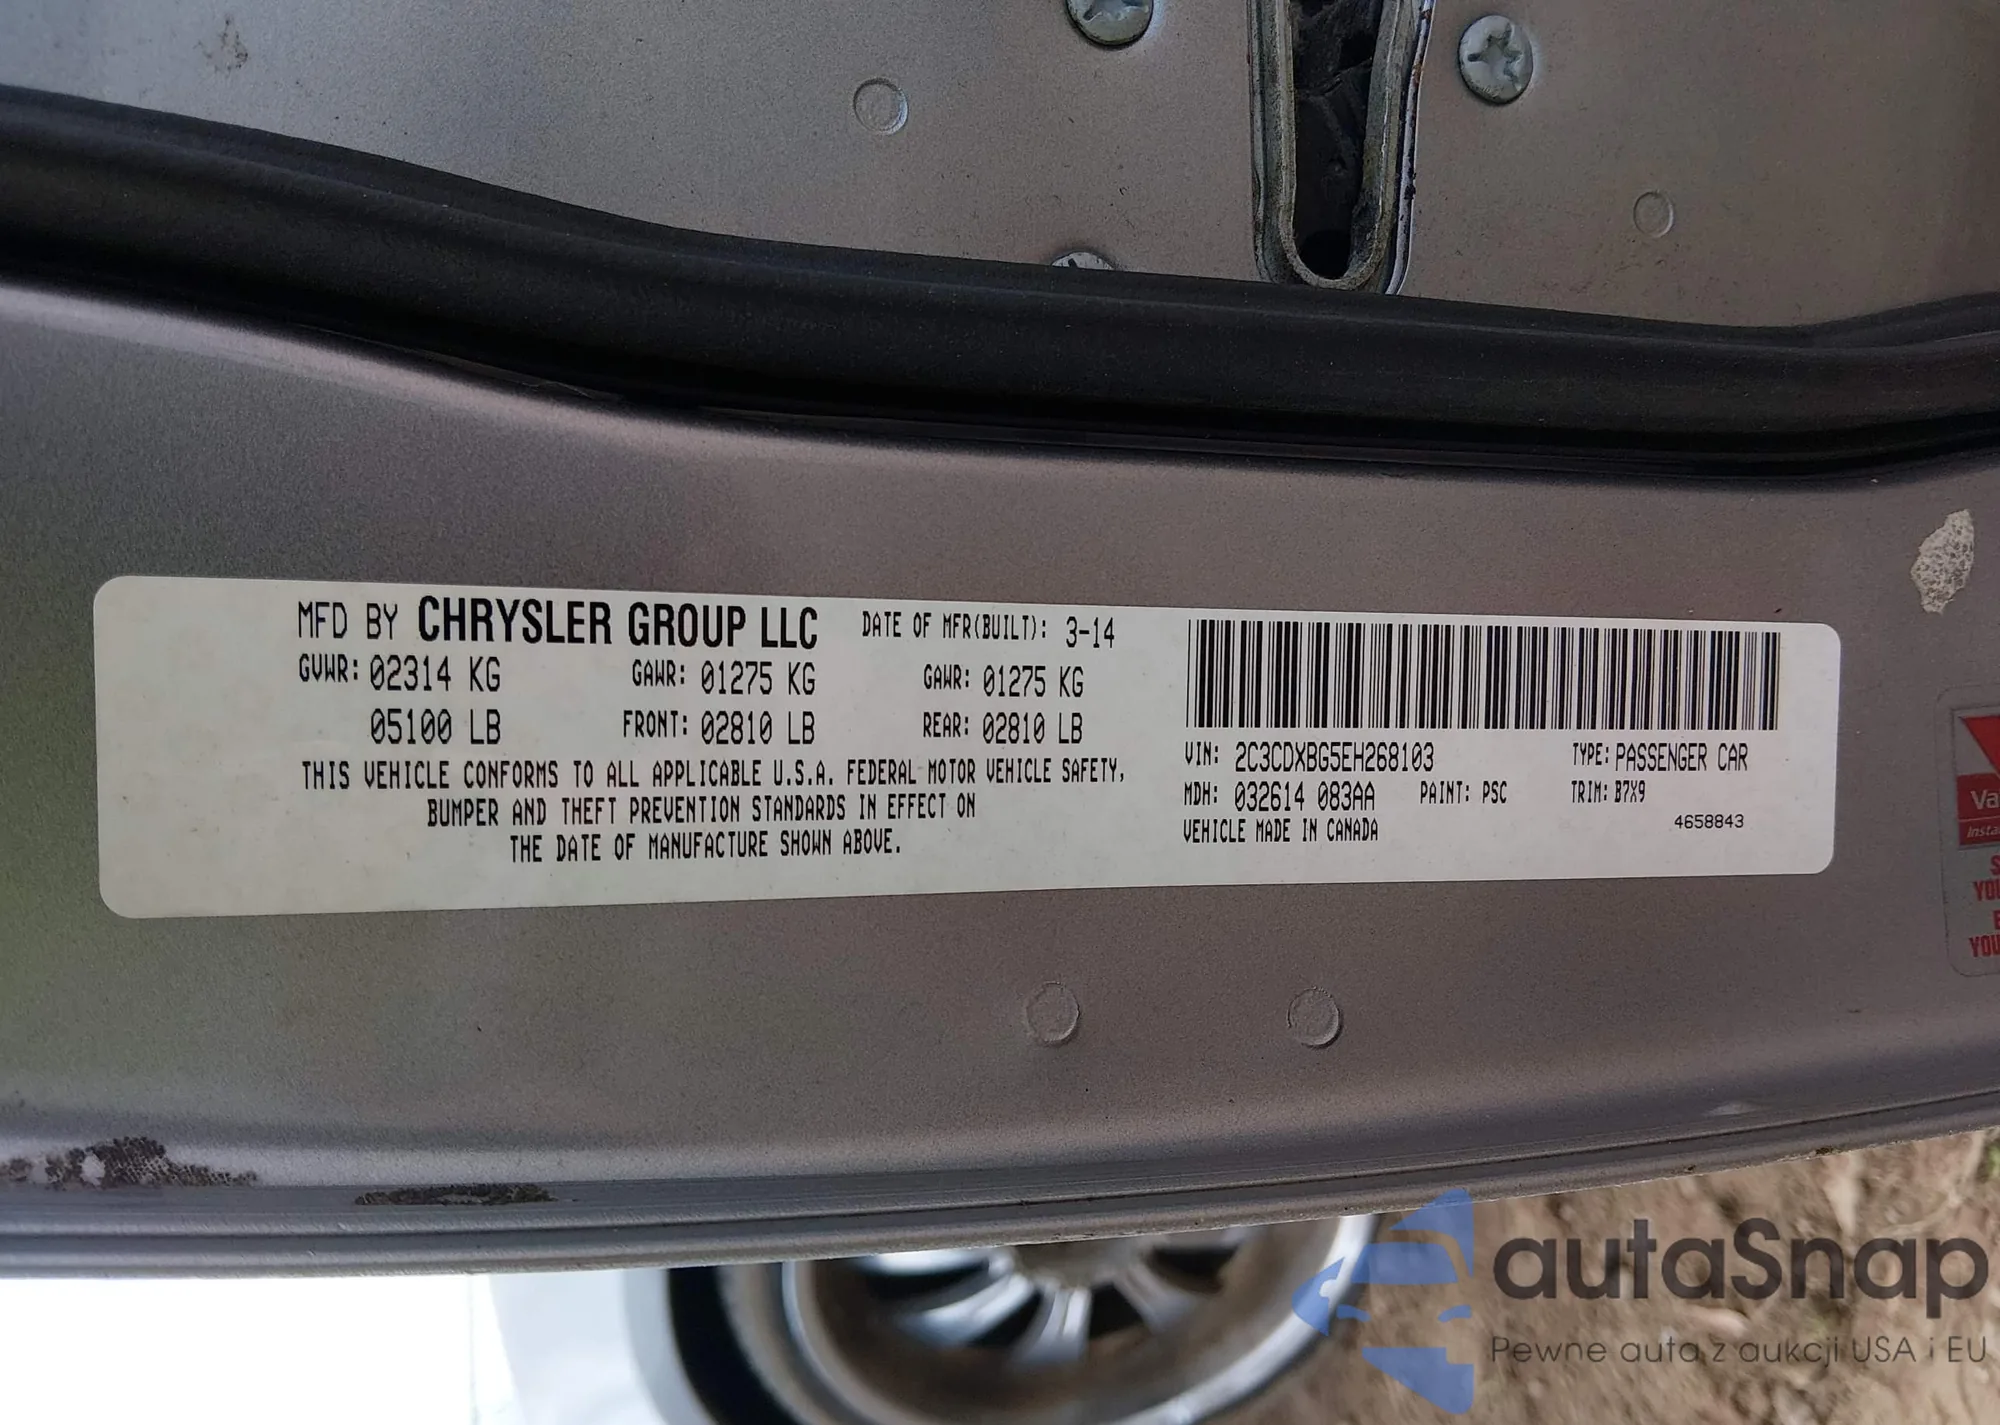 MFD BY CHRYSLER GROUP LLC DATE OF MFR(BUILT): 3-14
GVWR: 02314 KG GAWR: 01275 KG GAWR: 01275 KG
05100 LB FRONT: 02810 LB REAR: 02810 LB
THIS VEHICLE CONFORMS TO ALL APPLICABLE U.S.A. FEDERAL MOTOR VEHICLE SAFETY,
BUMPER AND THEFT PREVENTION STANDARDS IN EFFECT ON
THE DATE OF MANUFACTURE SHOWN ABOVE.
VIN: 2C3CDXBG5EH268103 TYPE: PASSENGER CAR
MDH: 032614 083AA PAINT: PSC TRIM: B7X9
VEHICLE MADE IN CANADA 4658843
autaSnap
Pewne auta z aukcji USA i EU